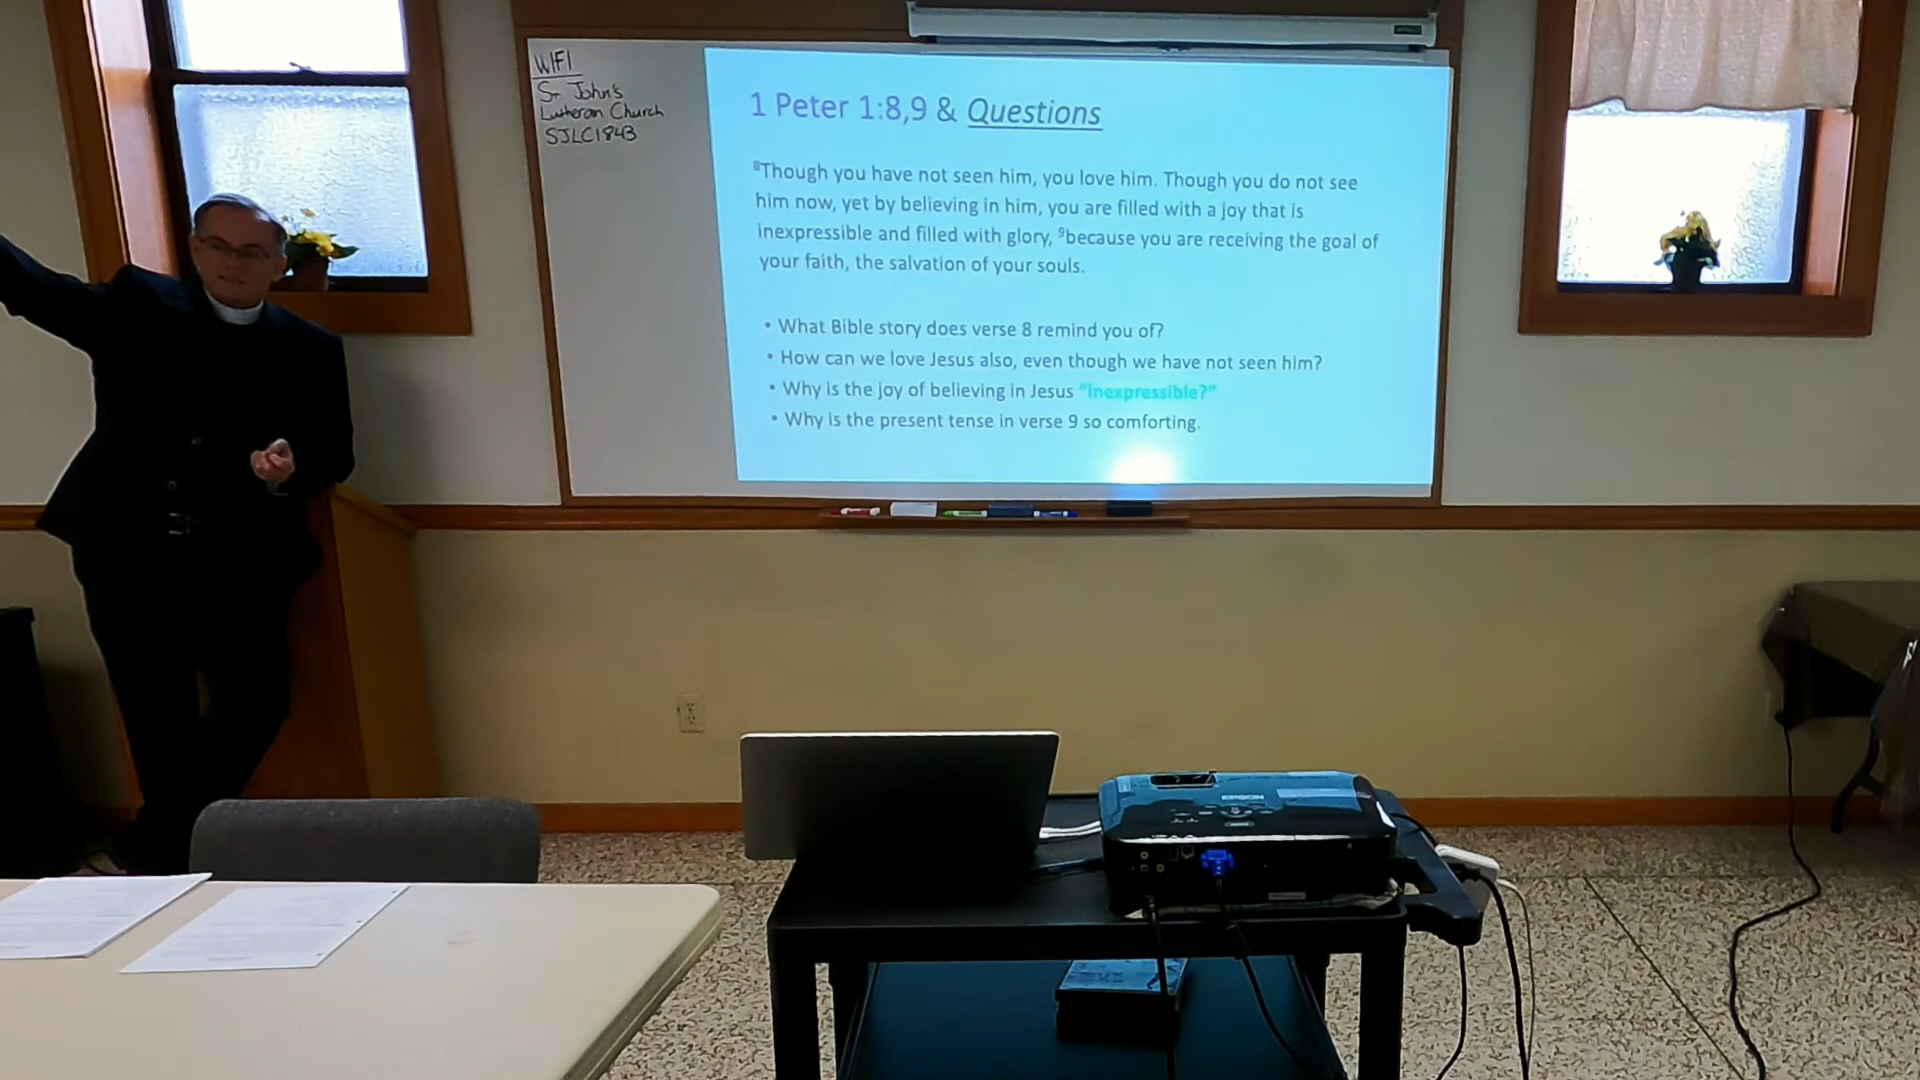 WIFI
St. John's
Lutheran Church
SJLC1843
1 Peter 1:8,9 & Questions
⁸Though you have not seen him, you love him. Though you do not see
him now, yet by believing in him, you are filled with a joy that is
inexpressible and filled with glory, ⁹because you are receiving the goal of
your faith, the salvation of your souls.
• What Bible story does verse 8 remind you of?
• How can we love Jesus also, even though we have not seen him?
• Why is the joy of believing in Jesus "inexpressible?"
• Why is the present tense in verse 9 so comforting.
EPSON